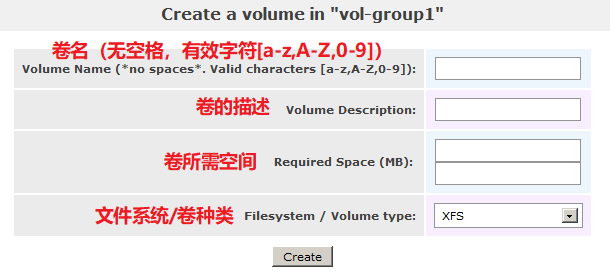 Create a volume in "vol-group1"
卷名（无空格，有效字符[a-z,A-Z,0-9]）
Volume Name (*no spaces*. Valid characters [a-z,A-Z,0-9]):
卷的描述 Volume Description:
卷所需空间 Required Space (MB):
文件系统/卷种类 Filesystem / Volume type: XFS
Create